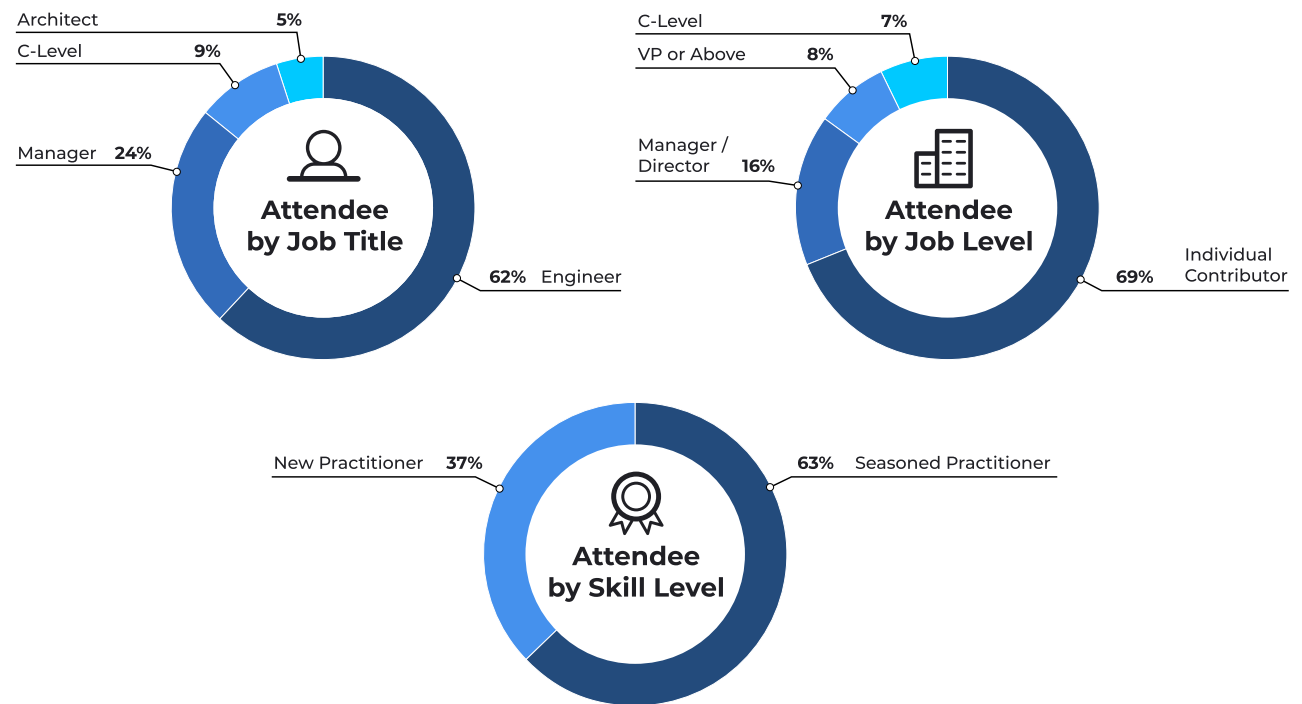 Architect 5%
C-Level 9%
Manager 24%
Attendee
by Job Title
62% Engineer
C-Level 7%
VP or Above 8%
Manager /
Director 16%
Attendee
by Job Level
Individual
69% Contributor
New Practitioner 37%
63% Seasoned Practitioner
Attendee
by Skill Level